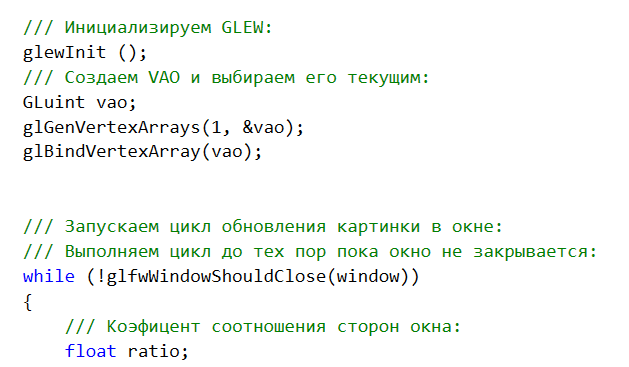 /// Инициализируем GLEW:
glewInit ();
/// Создаем VAO и выбираем его текущим:
GLuint vao;
glGenVertexArrays(1, &vao);
glBindVertexArray(vao);
/// Запускаем цикл обновления картинки в окне:
/// Выполняем цикл до тех пор пока окно не закрывается:
while (!glfwWindowShouldClose(window))
{
/// Коэфицент соотношения сторон окна:
float ratio;